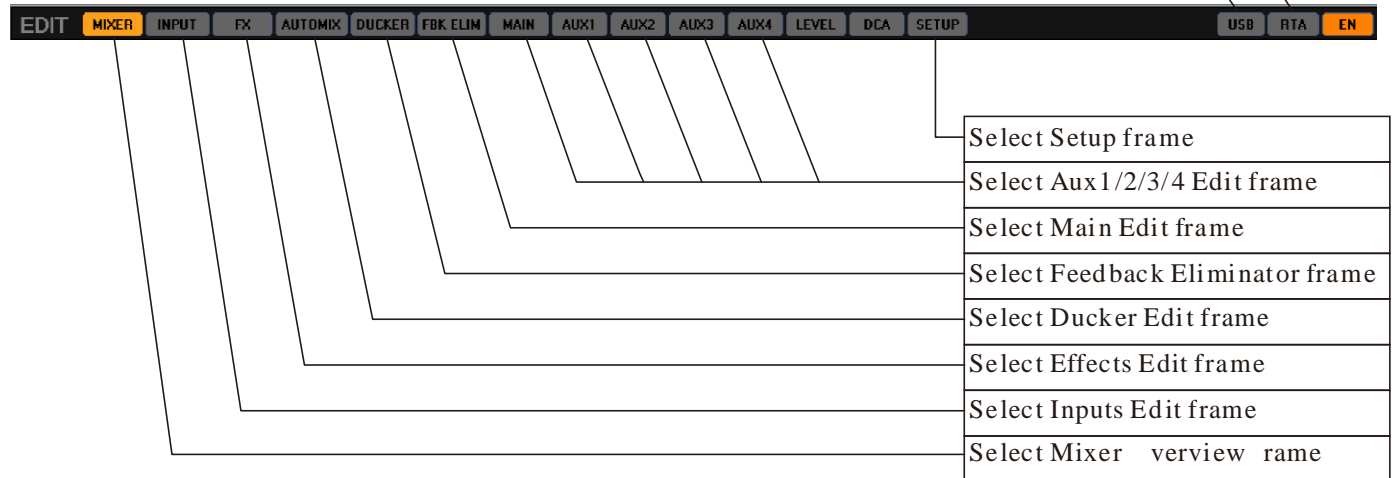 EDIT MIXER INPUT FX AUTOMIX DUCKER FBK ELIM MAIN AUX1 AUX2 AUX3 AUX4 LEVEL DCA SETUP USB RTA EN
Select Setup frame
Select Aux1/2/3/4 Edit frame
Select Main Edit frame
Select Feedback Eliminator frame
Select Ducker Edit frame
Select Effects Edit frame
Select Inputs Edit frame
Select Mixer verview rame